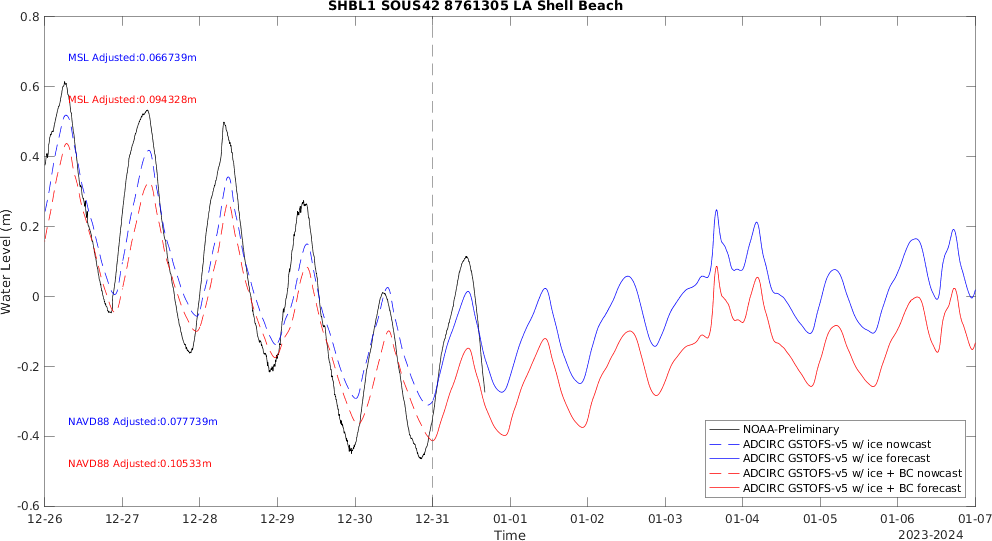 SHBL1 SOUS42 8761305 LA Shell Beach
0.8
0.6
0.4
0.2
0
-0.2
-0.4
-0.6
Water Level (m)
MSL Adjusted:0.066739m
MSL Adjusted:0.094328m
NAVD88 Adjusted:0.077739m
NAVD88 Adjusted:0.10533m
NOAA-Preliminary
ADCIRC GSTOFS-v5 w/ ice nowcast
ADCIRC GSTOFS-v5 w/ ice forecast
ADCIRC GSTOFS-v5 w/ ice + BC nowcast
ADCIRC GSTOFS-v5 w/ ice + BC forecast
12-26 12-27 12-28 12-29 12-30 12-31 01-01 01-02 01-03 01-04 01-05 01-06 01-07
Time
2023-2024